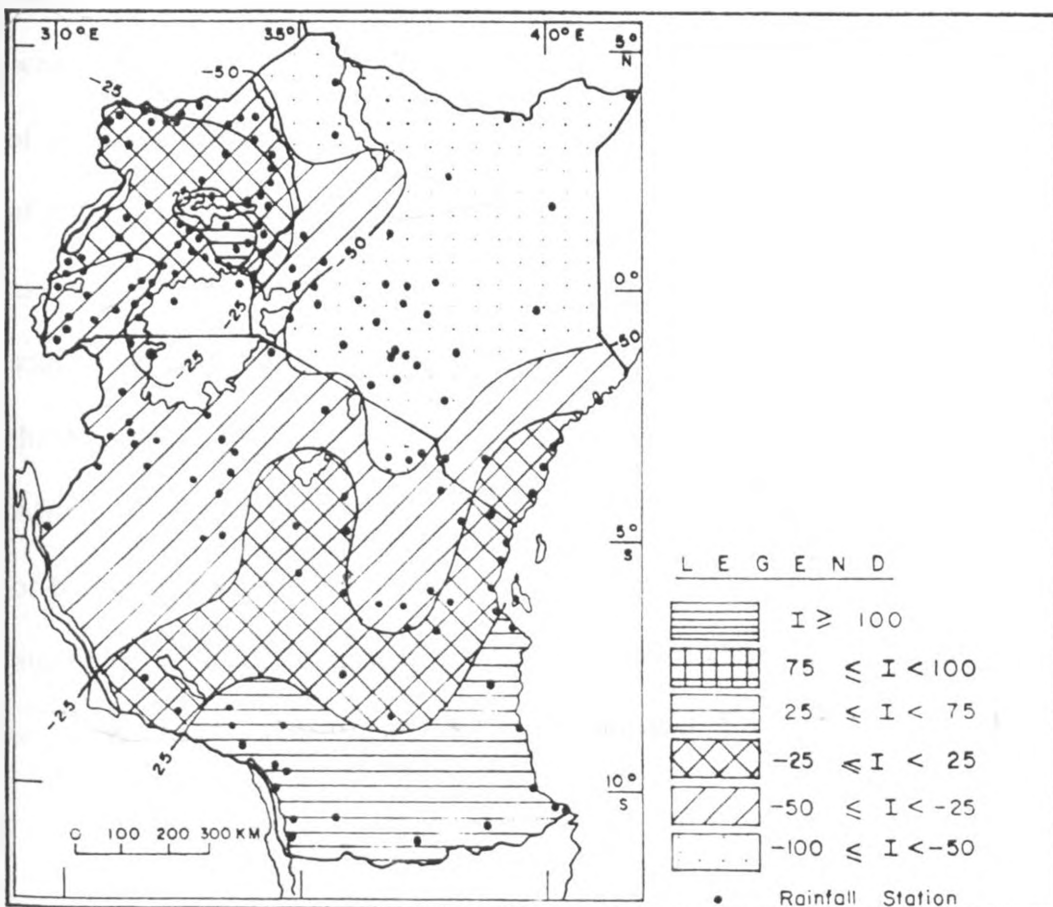 30°E 35° 40°E 5°
N
-25
-50
-25
-50
0°
-25
-50
-25
5°
S
-25
25
10°
S
0 100 200 300 KM
LEGEND
I ≥ 100
75 ≤ I < 100
25 ≤ I < 75
-25 ≤ I < 25
-50 ≤ I < -25
-100 ≤ I < -50
Rainfall Station